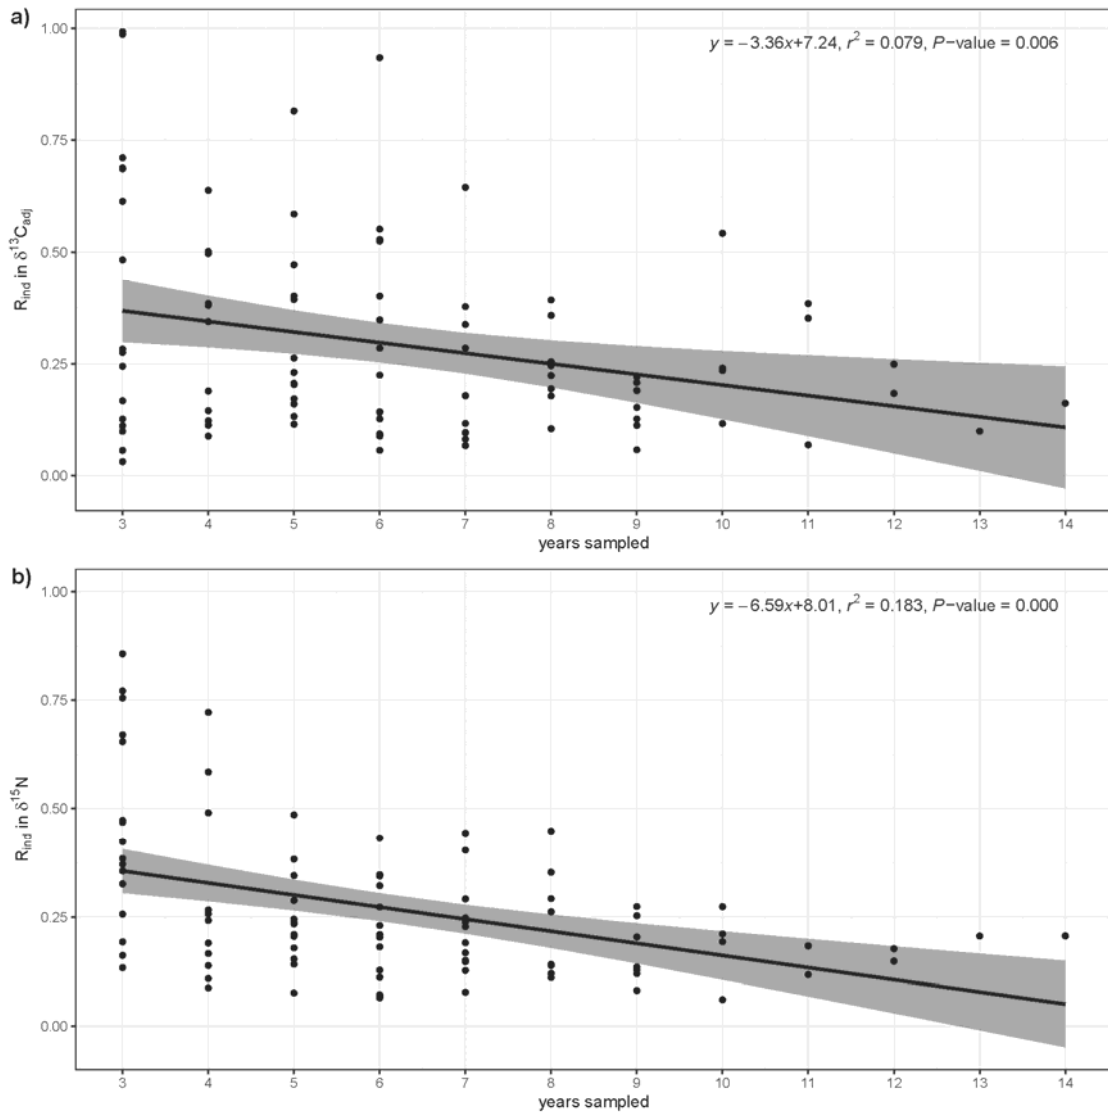 a)
y = −3.36x+7.24, r² = 0.079, P−value = 0.006
1.00
0.75
0.50
0.25
0.00
R_ind in δ¹³C_adj
3 4 5 6 7 8 9 10 11 12 13 14
years sampled
b)
y = −6.59x+8.01, r² = 0.183, P−value = 0.000
1.00
0.75
0.50
0.25
0.00
R_ind in δ¹⁵N
3 4 5 6 7 8 9 10 11 12 13 14
years sampled